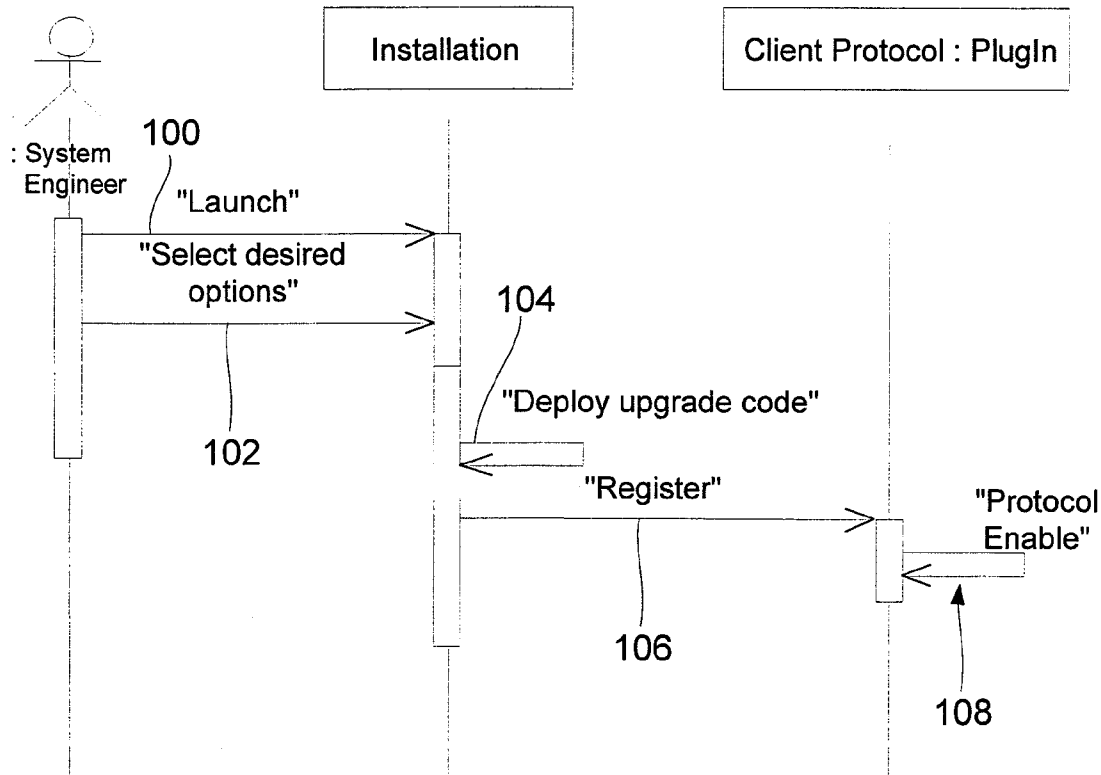 Installation
Client Protocol : PlugIn
: System
Engineer
100
"Launch"
"Select desired
options"
102
104
"Deploy upgrade code"
"Register"
106
"Protocol
Enable"
108